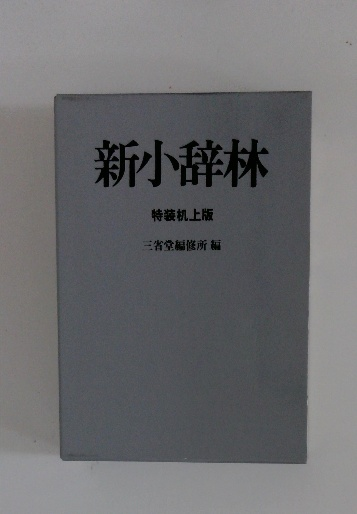 新小辞林
特装机上版
三省堂編修所 編